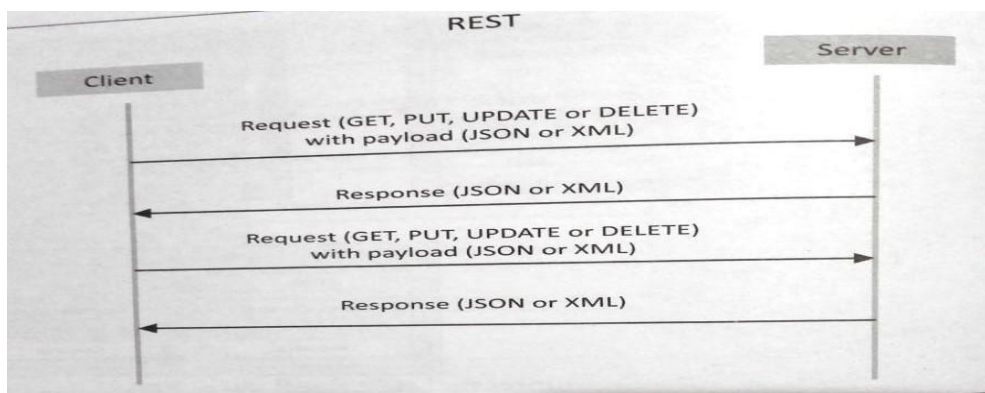 REST
Client
Server
Request (GET, PUT, UPDATE or DELETE)
with payload (JSON or XML)
Response (JSON or XML)
Request (GET, PUT, UPDATE or DELETE)
with payload (JSON or XML)
Response (JSON or XML)